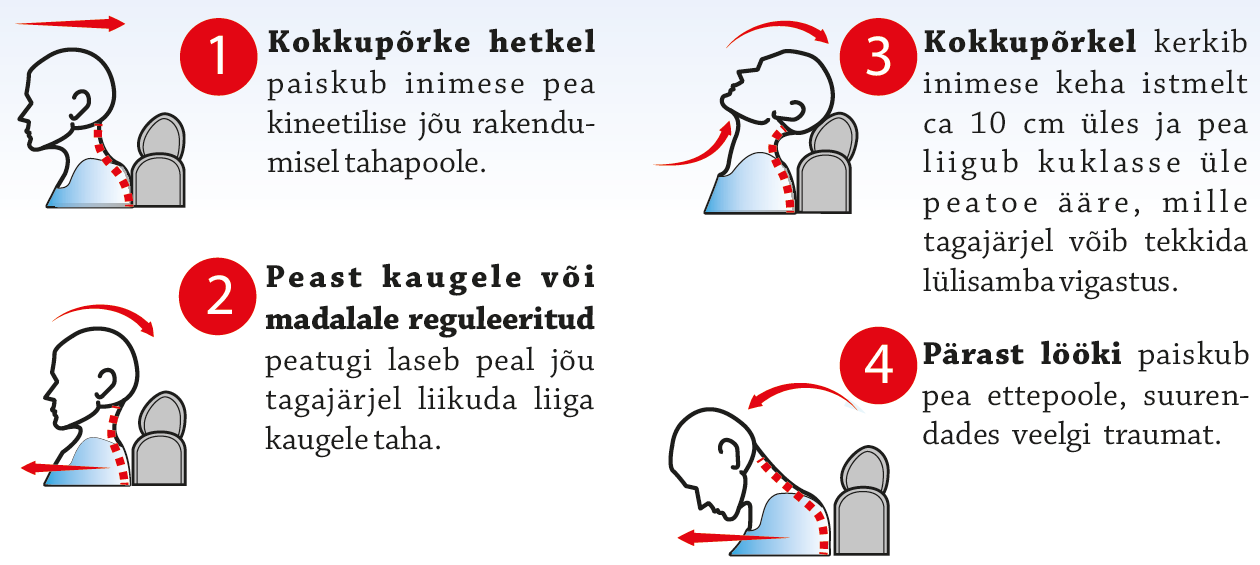 1
Kokkupõrke hetkel
paiskub inimese pea
kineetilise jõu rakendu-
misel tahapoole.
2
Peast kaugele või
madalale reguleeritud
peatugi laseb peal jõu
tagajärjel liikuda liiga
kaugele taha.
3
Kokkupõrkel kerkib
inimese keha istmelt
ca 10 cm üles ja pea
liigub kuklasse üle
peatoe ääre, mille
tagajärjel võib tekkida
lülisamba vigastus.
4
Pärast lööki paiskub
pea ettepoole, suuren-
dades veelgi traumat.